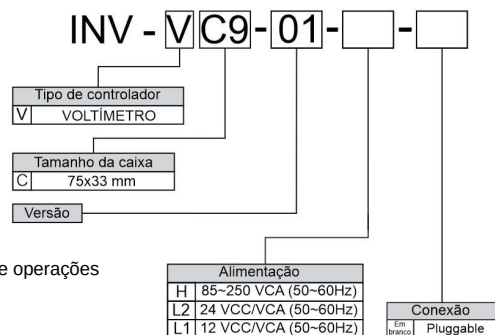 INV - VC9-01- -
Tipo de controlador
V VOLTÍMETRO
Tamanho da caixa
C 75x33 mm
Versão
e operações
Alimentação
H 85~250 VCA (50~60Hz)
L2 24 VCC/VCA (50~60Hz)
L1 12 VCC/VCA (50~60Hz)
Conexão
Em branco Pluggable